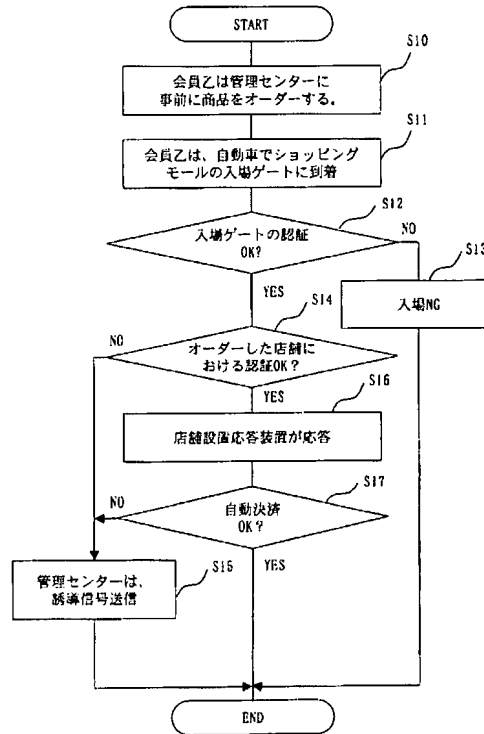 START
S10
会員乙は管理センターに
事前に商品をオーダーする。
S11
会員乙は、自動車でショッピング
モールの入場ゲートに到着
S12
入場ゲートの認証
OK?
NO
S13
入場NG
YES
S14
NO
オーダーした店舗に
おける認証OK?
YES
S16
店舗設置応答装置が応答
S17
NO
自動決済
OK?
YES
S15
管理センターは、
誘導信号送信
END